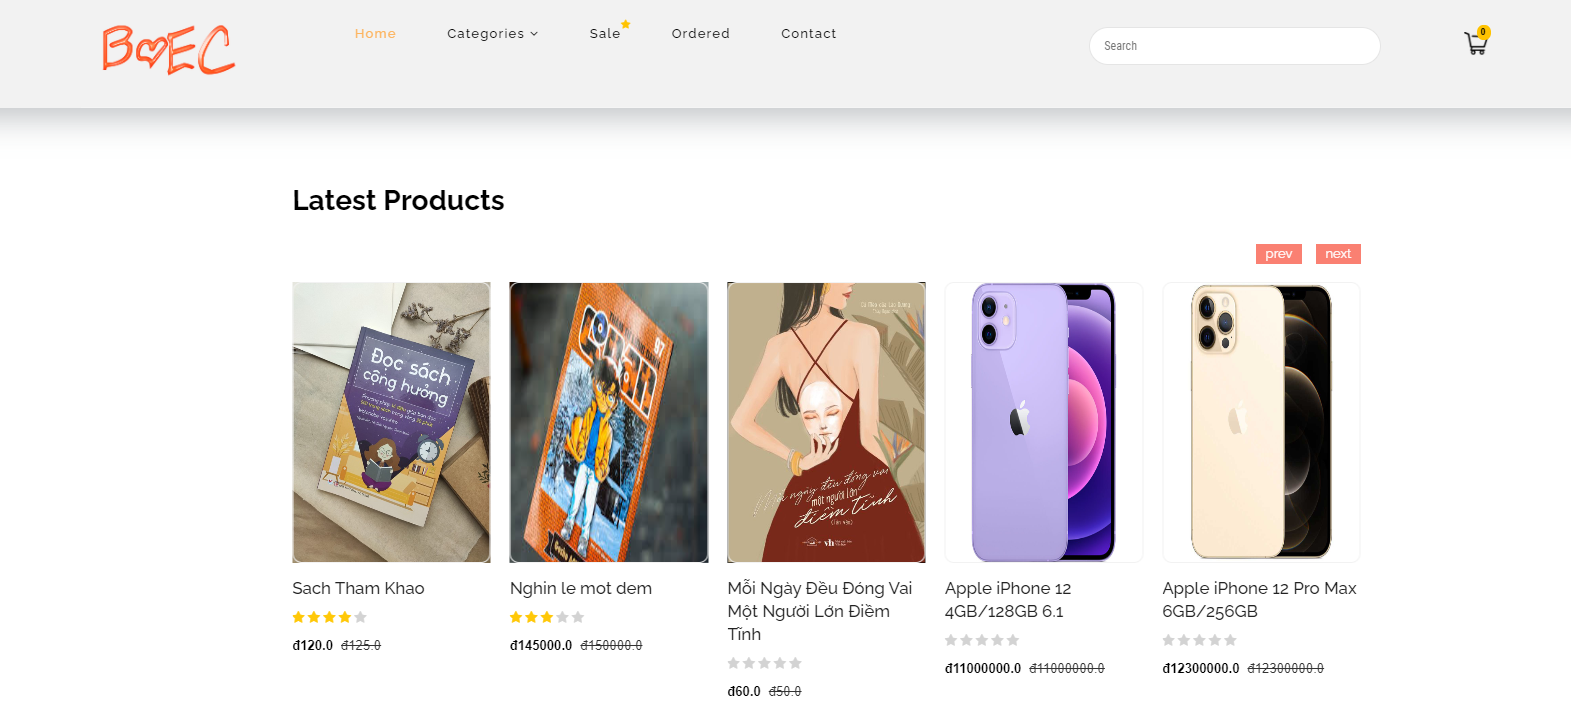 BOEC
Home
Categories
Sale
Ordered
Contact
Search
0
Latest Products
prev
next
Đọc sách
cộng hưởng
97
Mỗi ngày đều đóng vai
một người lớn
điềm tĩnh
(tản văn)
Sach Tham Khao
Nghin le mot dem
Mỗi Ngày Đều Đóng Vai
Một Người Lớn Điềm
Tĩnh
Apple iPhone 12
4GB/128GB 6.1
Apple iPhone 12 Pro Max
6GB/256GB
đ120.0 đ125.0
đ145000.0 đ150000.0
đ60.0 đ50.0
đ11000000.0 đ11000000.0
đ12300000.0 đ12300000.0